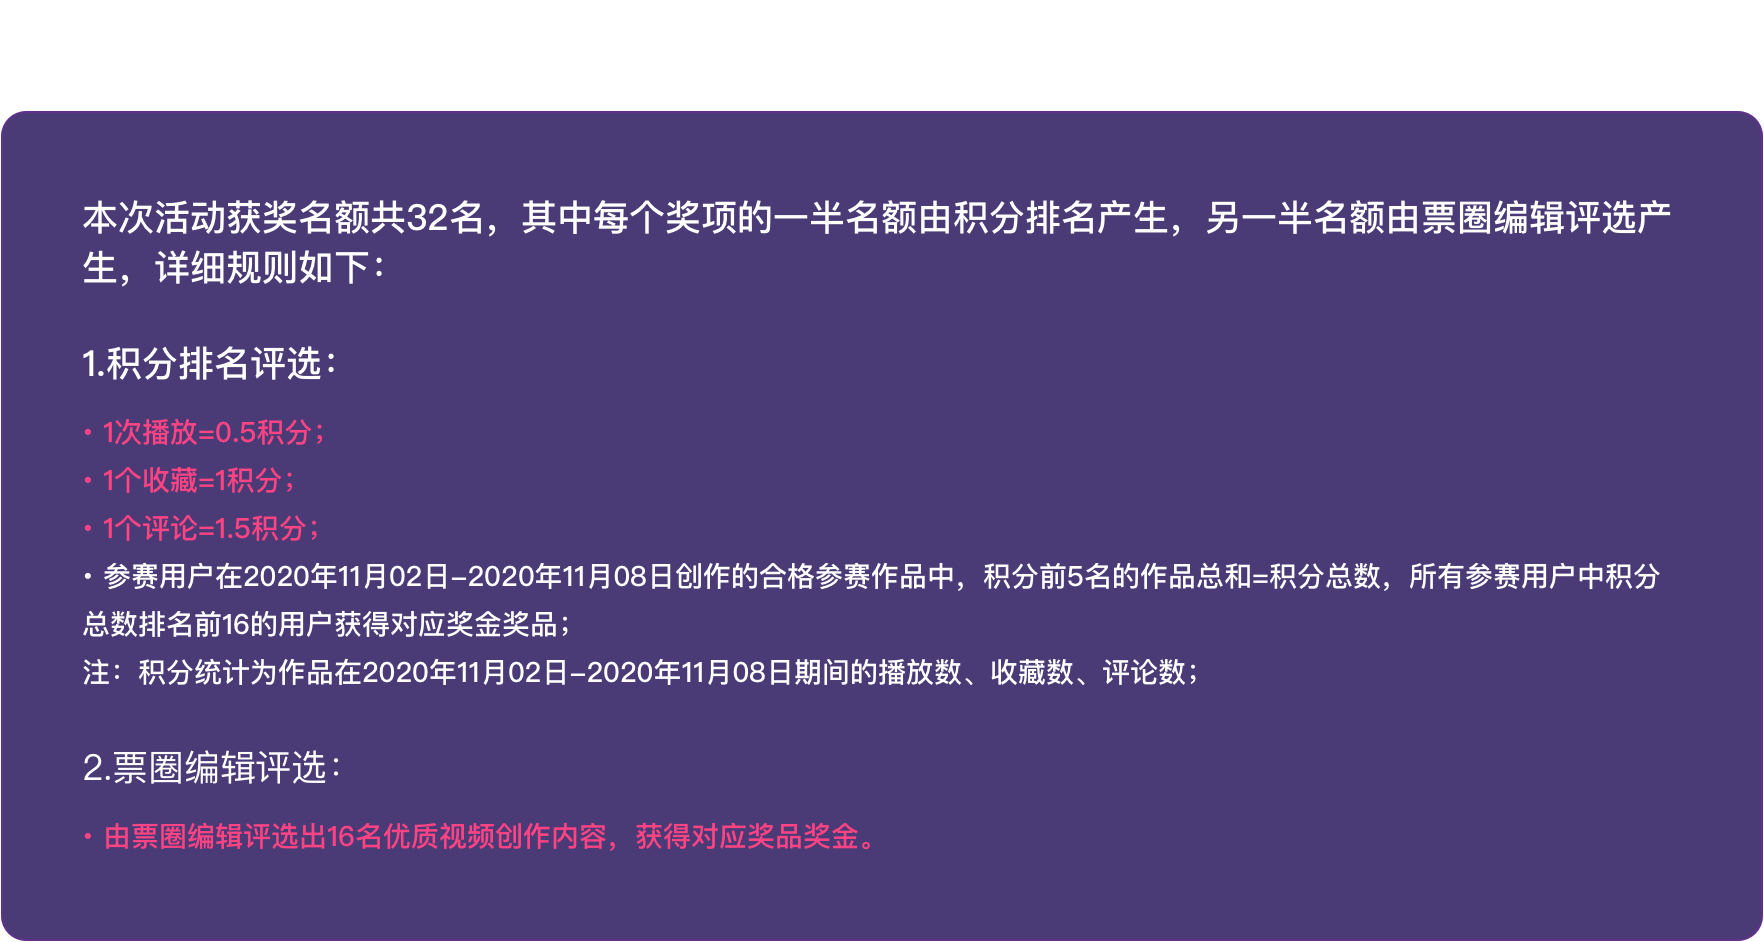 本次活动获奖名额共32名，其中每个奖项的一半名额由积分排名产生，另一半名额由票圈编辑评选产
生，详细规则如下：
1.积分排名评选：
· 1次播放=0.5积分；
· 1个收藏=1积分；
· 1个评论=1.5积分；
· 参赛用户在2020年11月02日–2020年11月08日创作的合格参赛作品中，积分前5名的作品总和=积分总数，所有参赛用户中积分
总数排名前16的用户获得对应奖金奖品；
注：积分统计为作品在2020年11月02日–2020年11月08日期间的播放数、收藏数、评论数；
2.票圈编辑评选：
· 由票圈编辑评选出16名优质视频创作内容，获得对应奖品奖金。